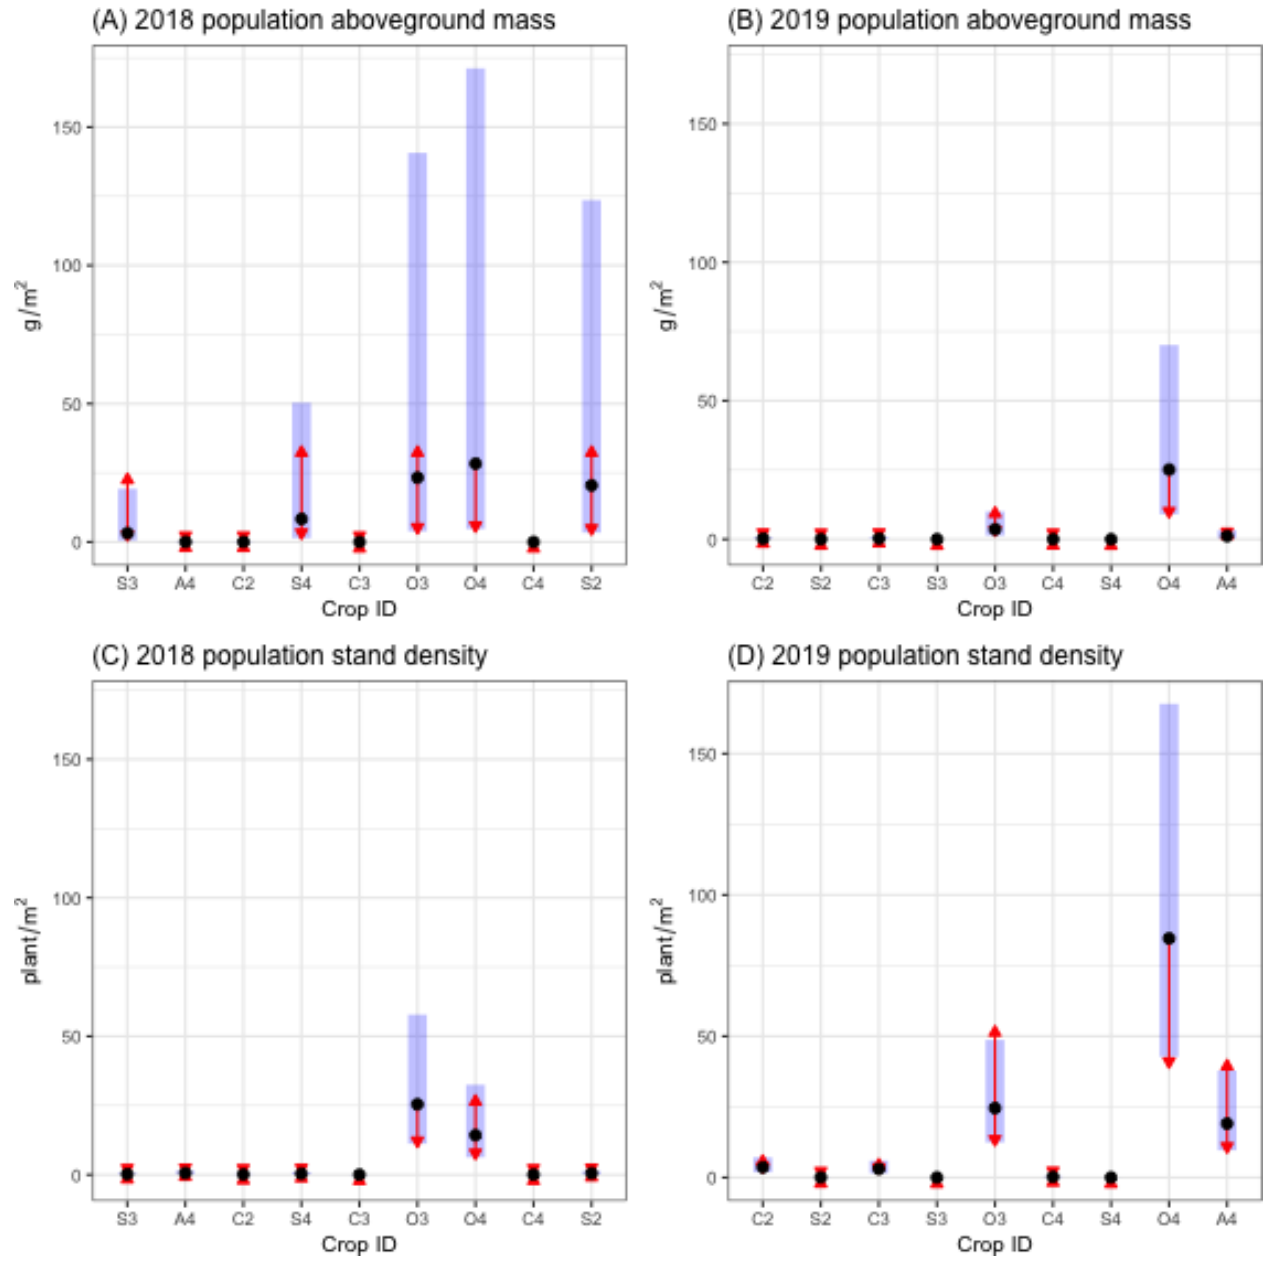 (A) 2018 population aboveground mass
150
100
50
0
g/m²
S3 A4 C2 S4 C3 O3 O4 C4 S2
Crop ID
(B) 2019 population aboveground mass
150
100
50
0
g/m²
C2 S2 C3 S3 O3 C4 S4 O4 A4
Crop ID
(C) 2018 population stand density
150
100
50
0
plant/m²
S3 A4 C2 S4 C3 O3 O4 C4 S2
Crop ID
(D) 2019 population stand density
150
100
50
0
plant/m²
C2 S2 C3 S3 O3 C4 S4 O4 A4
Crop ID